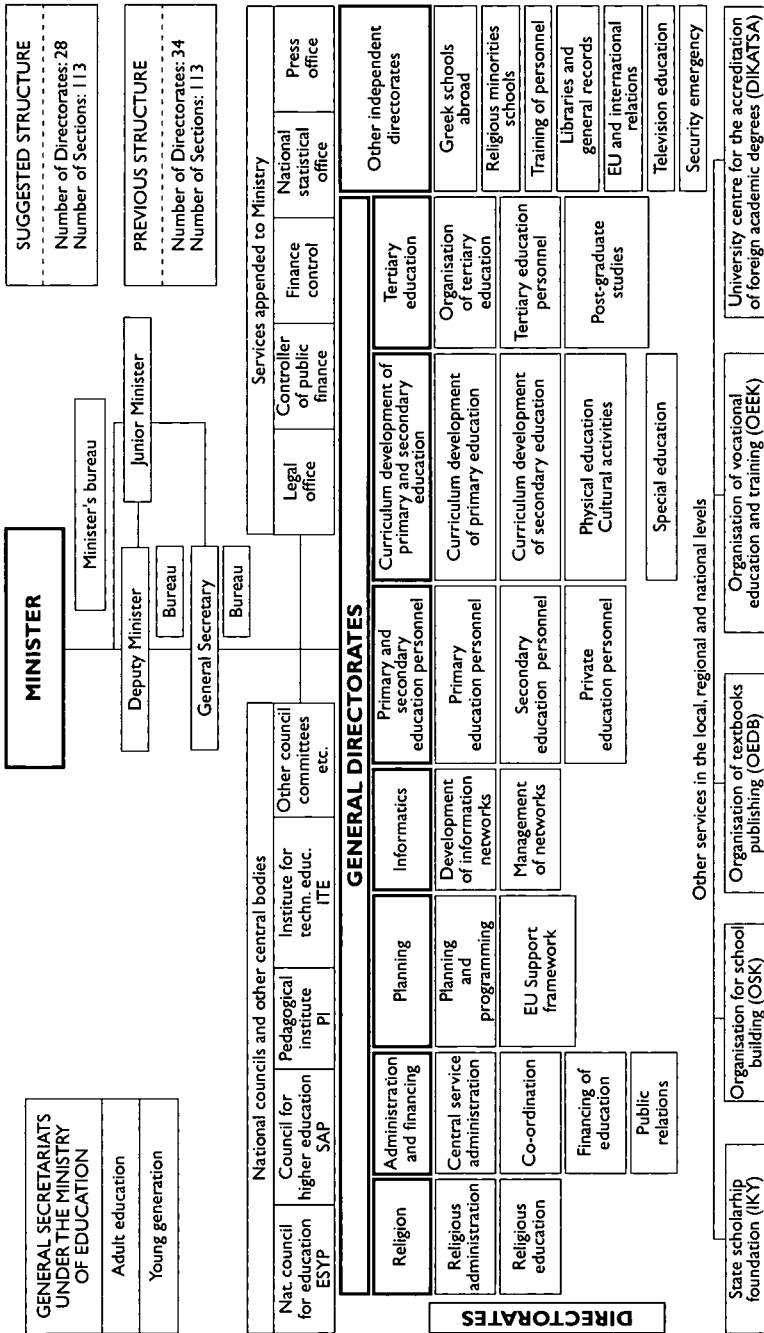 MINISTER
Minister's bureau
Deputy Minister
Junior Minister
Bureau
General Secretary
Bureau
SUGGESTED STRUCTURE
Number of Directorates: 28
Number of Sections: 113
PREVIOUS STRUCTURE
Number of Directorates: 34
Number of Sections: 113
GENERAL SECRETARIATS
UNDER THE MINISTRY
OF EDUCATION
Adult education
Young generation
National councils and other central bodies
Nat. council
for education
ESYP
Council for
higher education
SAP
Pedagogical
institute
PI
Institute for
techn. educ.
ITE
Other council
committees
etc.
Services appended to Ministry
Legal
office
Controller
of public
finance
Finance
control
National
statistical
office
Press
office
GENERAL DIRECTORATES
DIRECTORATES
Religion
Religious
administration
Religious
education
Administration
and financing
Central service
administration
Co-ordination
Financing of
education
Public
relations
Planning
Planning
and
programming
EU Support
framework
Informatics
Development
of information
networks
Management
of networks
Primary and
secondary
education personnel
Primary
education personnel
Secondary
education personnel
Private
education personnel
Curriculum development of
primary and secondary
education
Curriculum development
of primary education
Curriculum development
of secondary education
Physical education
Cultural activities
Special education
Tertiary
education
Organisation
of tertiary
education
Tertiary education
personnel
Post-graduate
studies
Other independent
directorates
Greek schools
abroad
Religious minorities
schools
Training of personnel
Libraries and
general records
EU and international
relations
Television education
Security emergency
Other services in the local, regional and national levels
State scholarhip
foundation (IKY)
Organisation for school
building (OSK)
Organisation of textbooks
publishing (OEDB)
Organisation of vocational
education and training (OEEK)
University centre for the accreditation
of foreign academic degrees (DIKATSA)